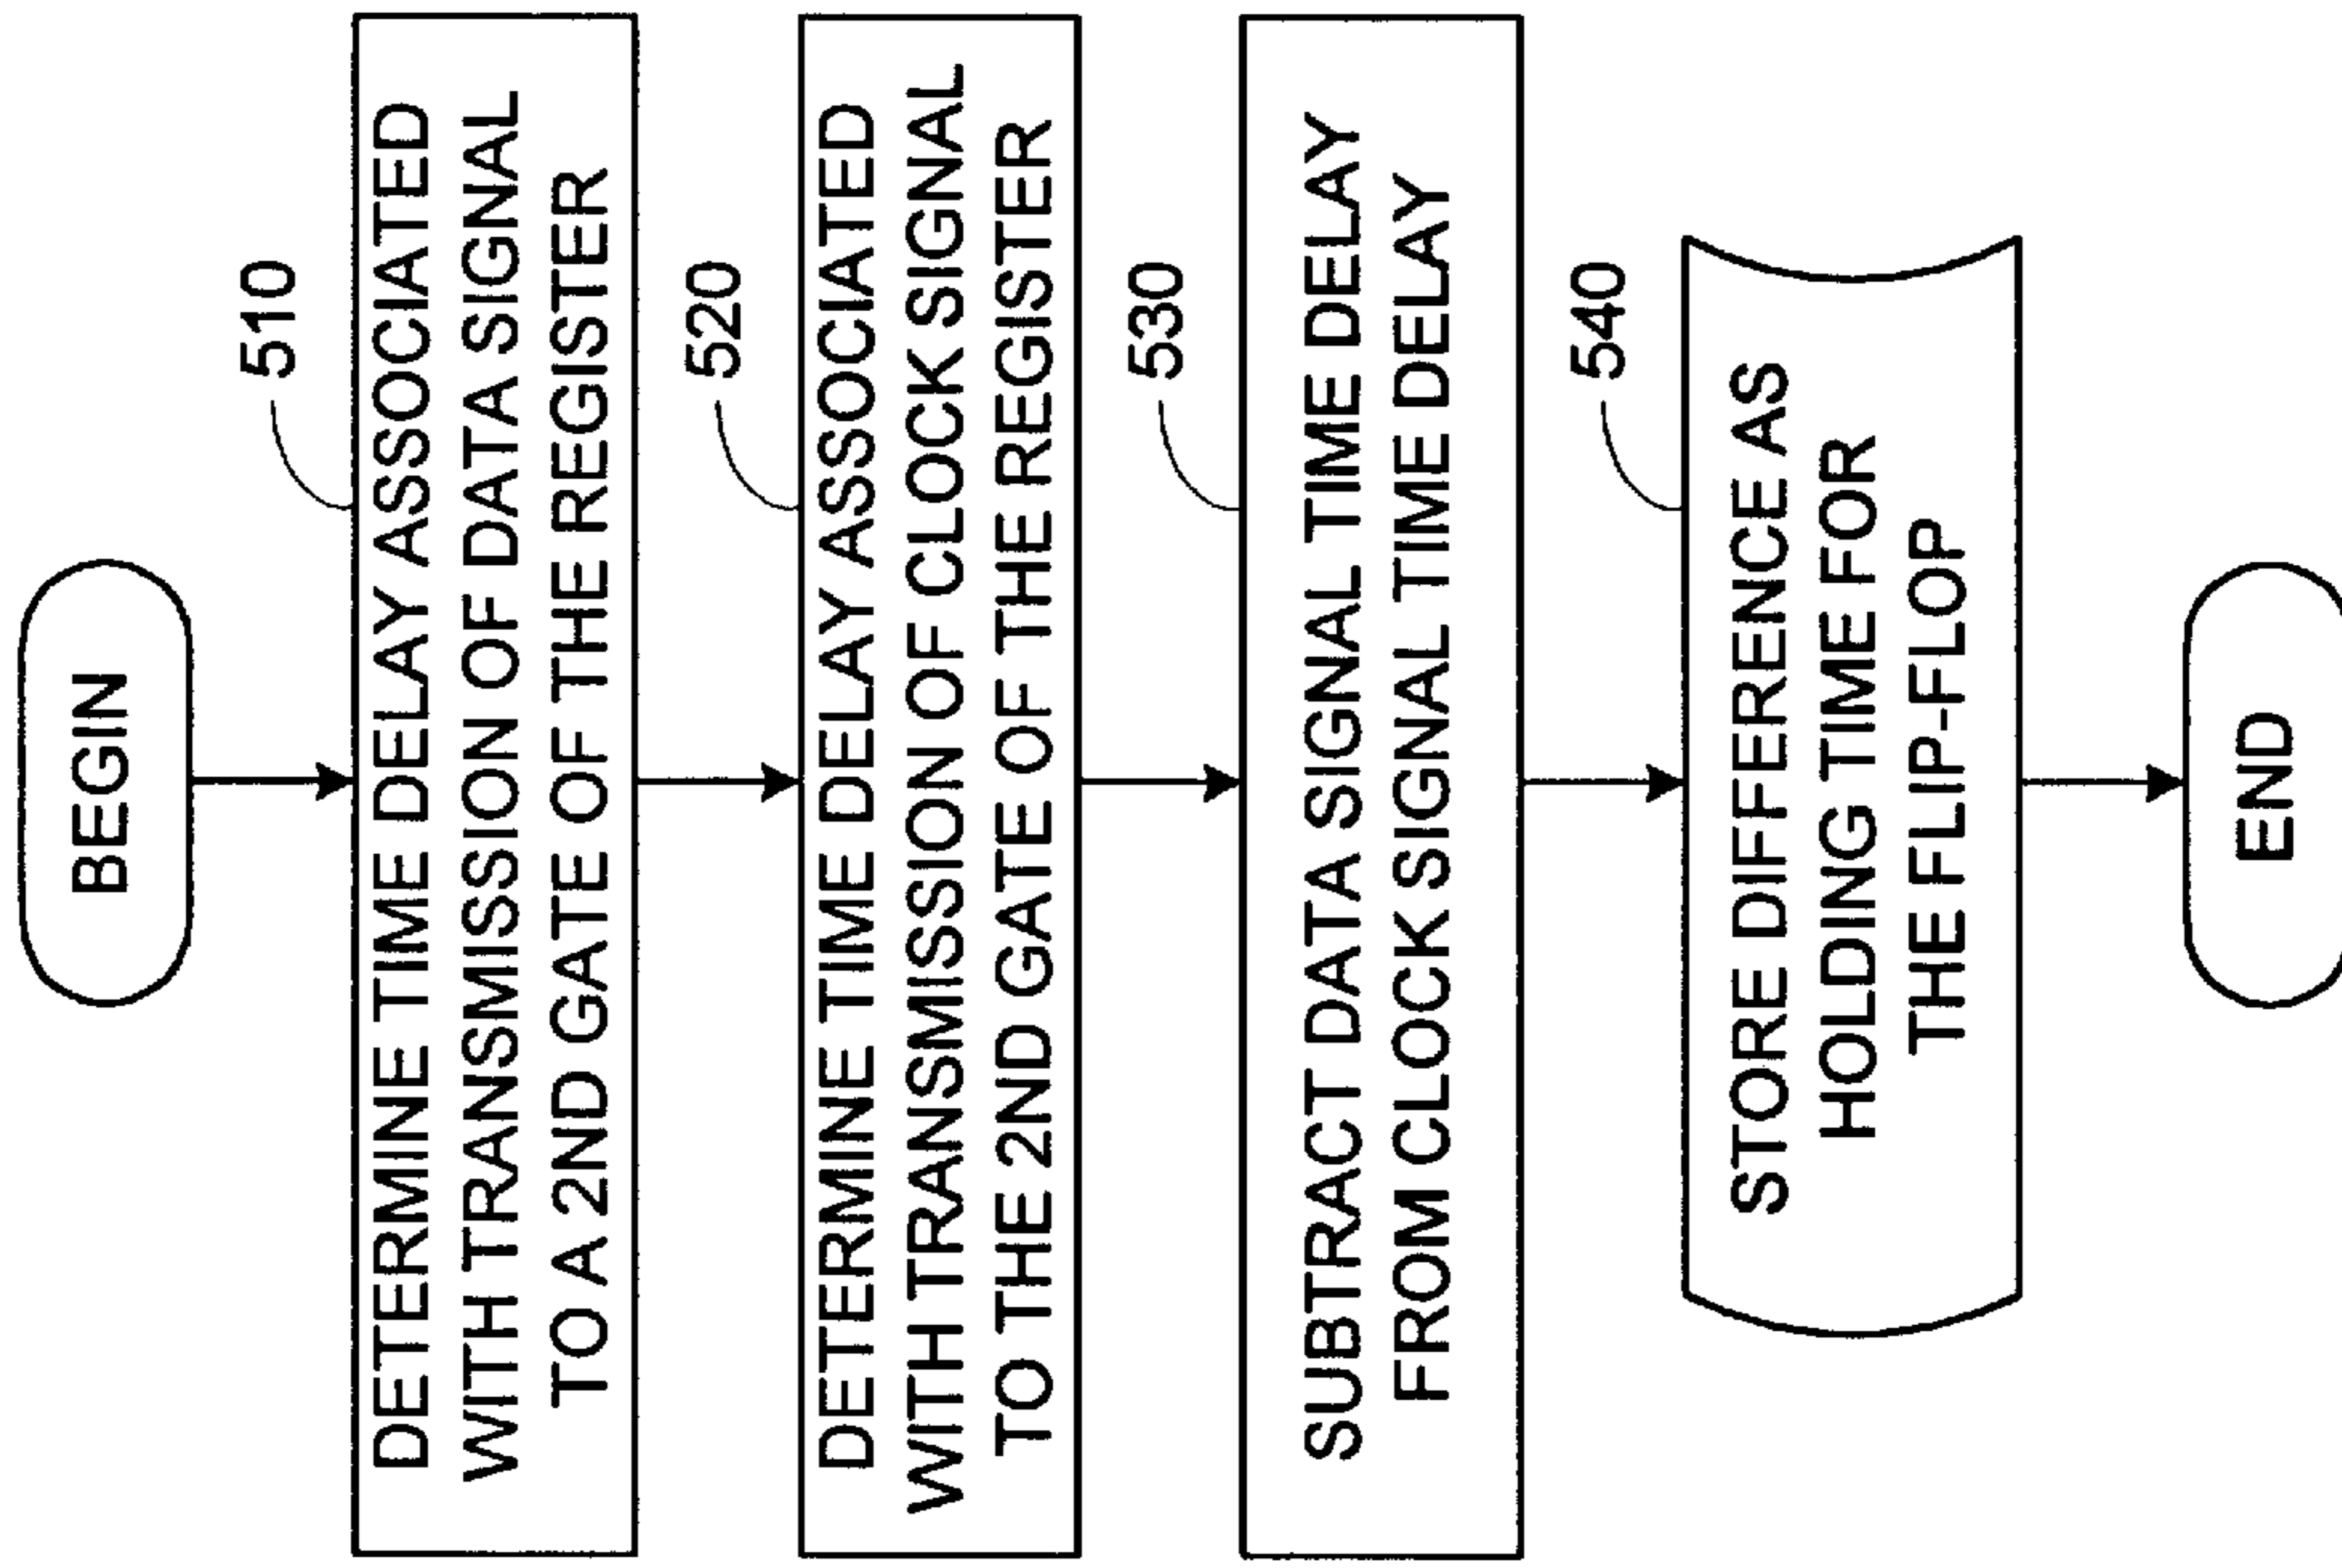 BEGIN
510
DETERMINE TIME DELAY ASSOCIATED
WITH TRANSMISSION OF DATA SIGNAL
TO A 2ND GATE OF THE REGISTER
520
DETERMINE TIME DELAY ASSOCIATED
WITH TRANSMISSION OF CLOCK SIGNAL
TO THE 2ND GATE OF THE REGISTER
530
SUBTRACT DATA SIGNAL TIME DELAY
FROM CLOCK SIGNAL TIME DELAY
540
STORE DIFFERENCE AS
HOLDING TIME FOR
THE FLIP-FLOP
END